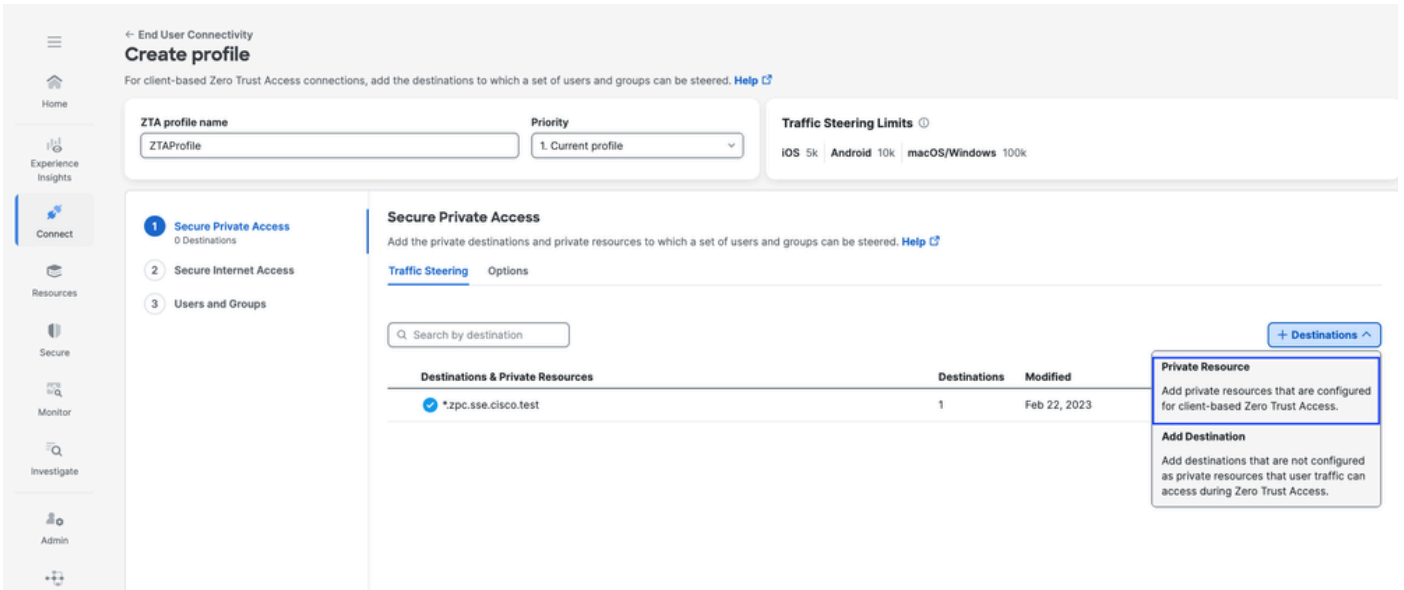 ← End User Connectivity
Create profile
For client-based Zero Trust Access connections, add the destinations to which a set of users and groups can be steered. Help
Home
Experience
Insights
Connect
Resources
Secure
Monitor
Investigate
Admin
ZTA profile name
ZTAProfile
Priority
1. Current profile
Traffic Steering Limits
iOS 5k Android 10k macOS/Windows 100k
1 Secure Private Access
0 Destinations
2 Secure Internet Access
3 Users and Groups
Secure Private Access
Add the private destinations and private resources to which a set of users and groups can be steered. Help
Traffic Steering Options
Search by destination
+ Destinations
Destinations & Private Resources Destinations Modified
*.zpc.sse.cisco.test 1 Feb 22, 2023
Private Resource
Add private resources that are configured
for client-based Zero Trust Access.
Add Destination
Add destinations that are not configured
as private resources that user traffic can
access during Zero Trust Access.